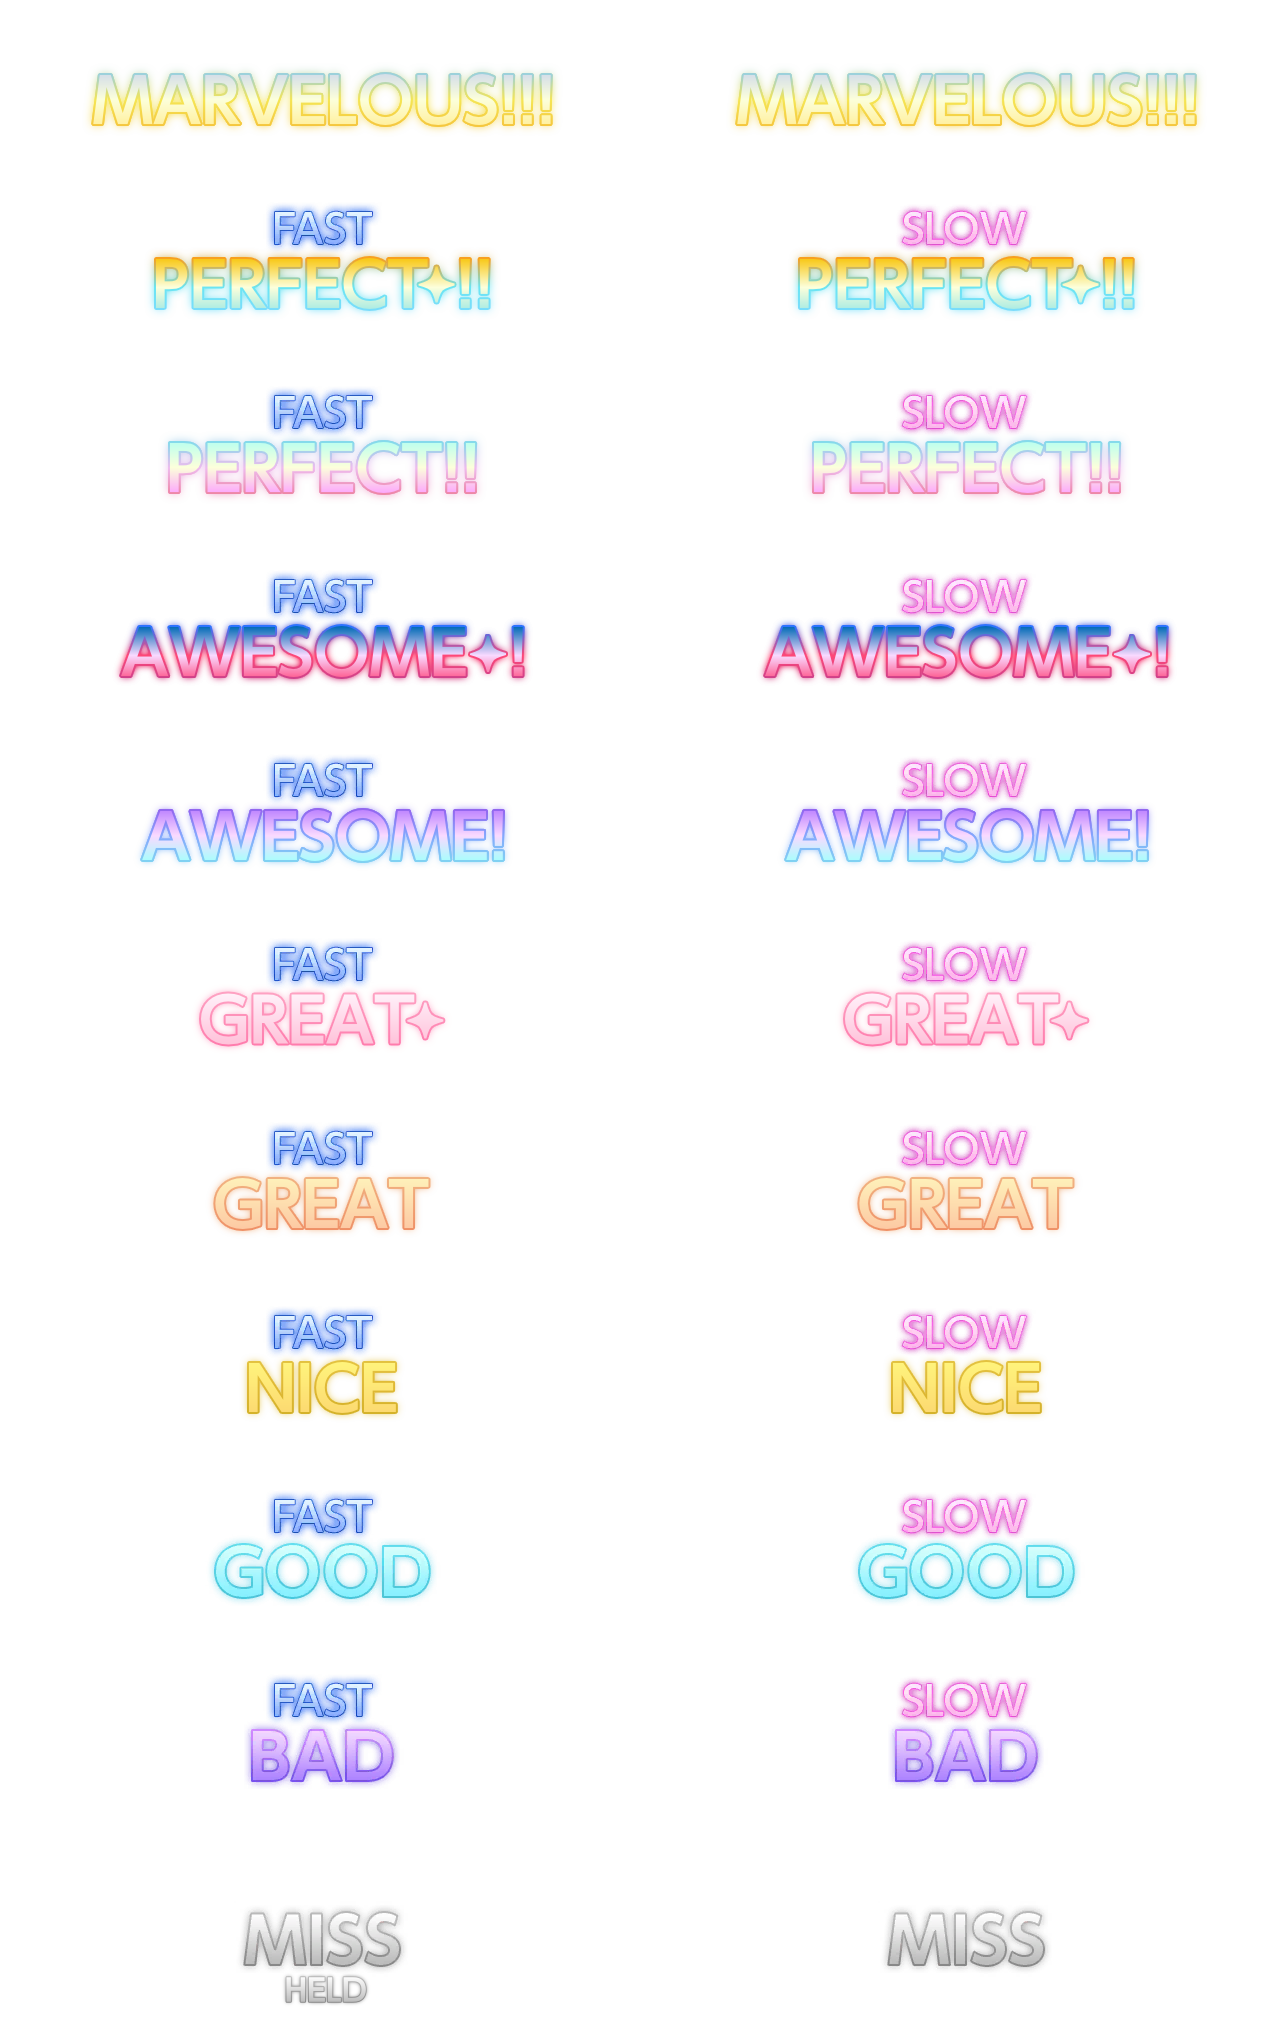 MARVELOUS!!! MARVELOUS!!!
FAST SLOW
PERFECT✦!! PERFECT✦!!
FAST SLOW
PERFECT!! PERFECT!!
FAST SLOW
AWESOME✦! AWESOME✦!
FAST SLOW
AWESOME! AWESOME!
FAST SLOW
GREAT✦ GREAT✦
FAST SLOW
GREAT GREAT
FAST SLOW
NICE NICE
FAST SLOW
GOOD GOOD
FAST SLOW
BAD BAD
MISS MISS
HELD